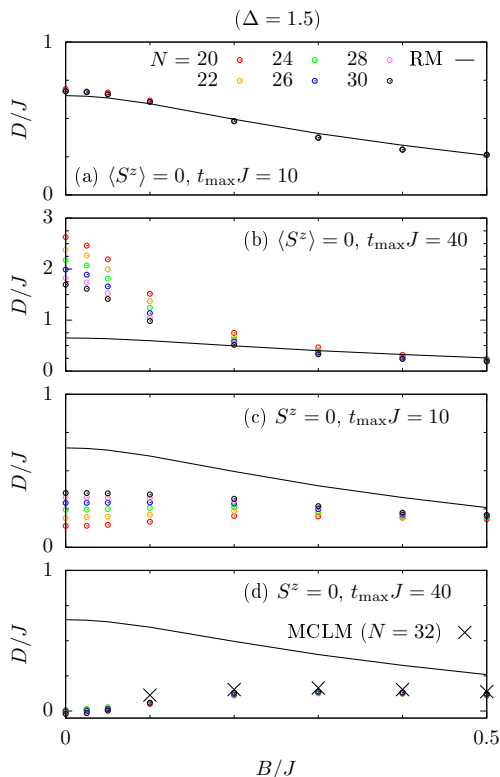 (Δ = 1.5)
1
N = 20 24 28 RM
22 26 30
D/J
(a) ⟨S^z⟩ = 0, t_max J = 10
0
3
(b) ⟨S^z⟩ = 0, t_max J = 40
2
D/J
1
0
1
(c) S^z = 0, t_max J = 10
D/J
0
1
(d) S^z = 0, t_max J = 40
MCLM (N = 32)
D/J
0
0 0.5
B/J